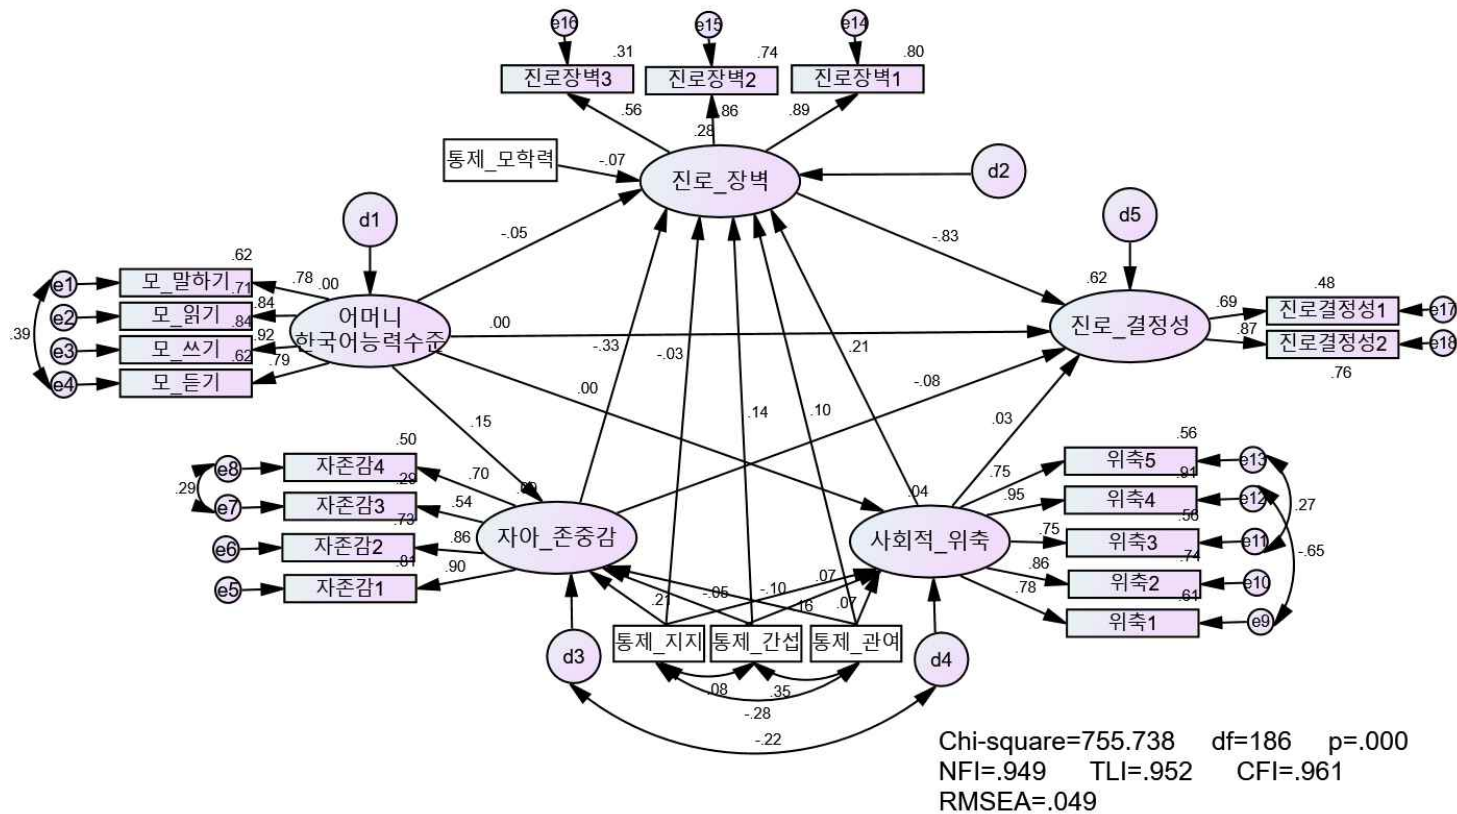 e16 e15 e14
.31 .74 .80
진로장벽3 진로장벽2 진로장벽1
.56 .86 .89
.28
통제_모학력 -.07 진로_장벽 d2
d1 d5
-.05 -.83
.62 .62
e1 모_말하기 .78 .00 .48
.71
e2 모_읽기 .84 어머니 .69 진로결정성1 e17
.39 .84 한국어능력수준 .00 진로_결정성
e3 모_쓰기 .92 -.33 -.03 .21 .87 진로결정성2 e18
.62
e4 모_듣기 .79 .76
.00 -.08
.14 .10
.15 .03
.50 .56
e8 자존감4 .70 .75 위축5 e13
.29 .29 .91
e7 자존감3 .54 .04 .95 위축4 e12 .27
.73 .56
e6 자존감2 .86 자아_존중감 사회적_위축 .75 위축3 e11 -.65
.81 .74
e5 자존감1 .90 .86 위축2 e10
.61
.21 -.05 -.10 .07 .16 .07 .78 위축1 e9
통제_지지 통제_간섭 통제_관여
d3 d4
.08 .35
-.28
-.22
Chi-square=755.738 df=186 p=.000
NFI=.949 TLI=.952 CFI=.961
RMSEA=.049